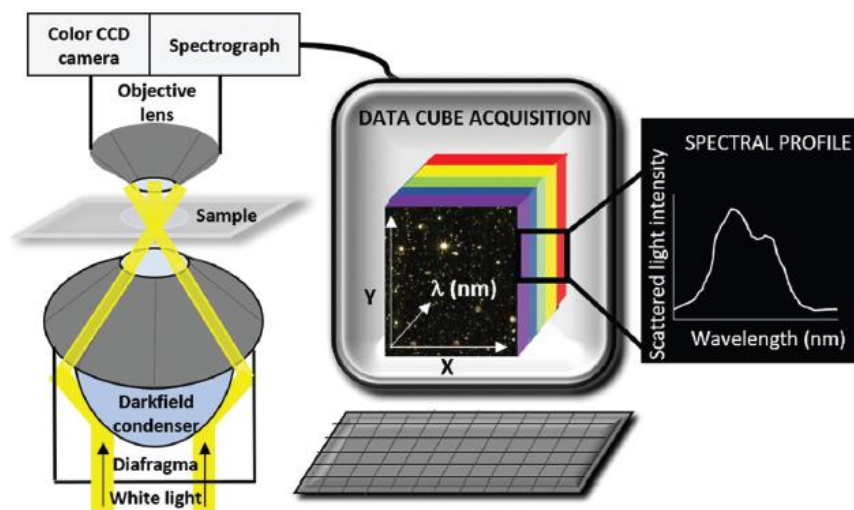 Color CCD
camera
Spectrograph
Objective
lens
Sample
Darkfield
condenser
Diafragma
White light
DATA CUBE ACQUISITION
Y
λ (nm)
X
SPECTRAL PROFILE
Scattered light intensity
Wavelength (nm)